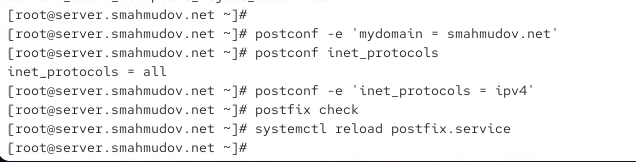 [root@server.smahmudov.net ~]#
[root@server.smahmudov.net ~]# postconf -e 'mydomain = smahmudov.net'
[root@server.smahmudov.net ~]# postconf inet_protocols
inet_protocols = all
[root@server.smahmudov.net ~]# postconf -e 'inet_protocols = ipv4'
[root@server.smahmudov.net ~]# postfix check
[root@server.smahmudov.net ~]# systemctl reload postfix.service
[root@server.smahmudov.net ~]#